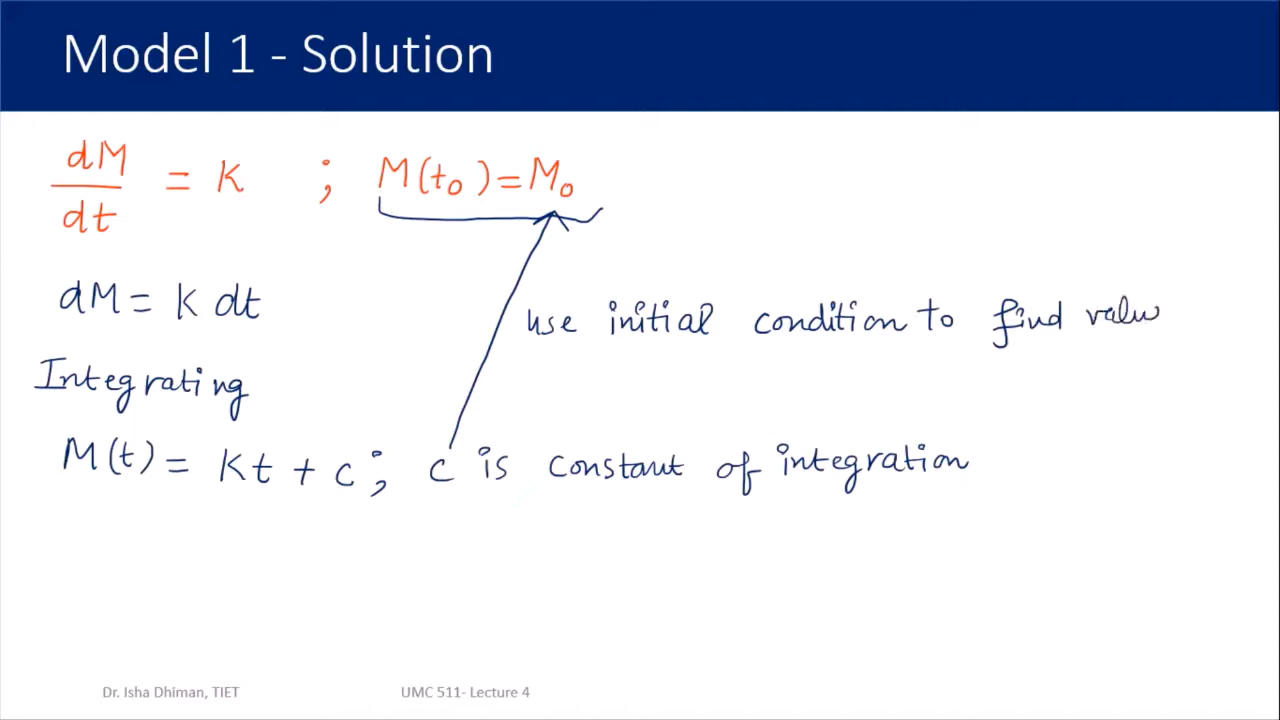 Model 1 - Solution
dM/dt = K ; M(t₀) = M₀
dM = K dt
use initial condition to find value
Integrating
M(t) = Kt + c ; c is constant of integration
Dr. Isha Dhiman, TIET
UMC 511- Lecture 4